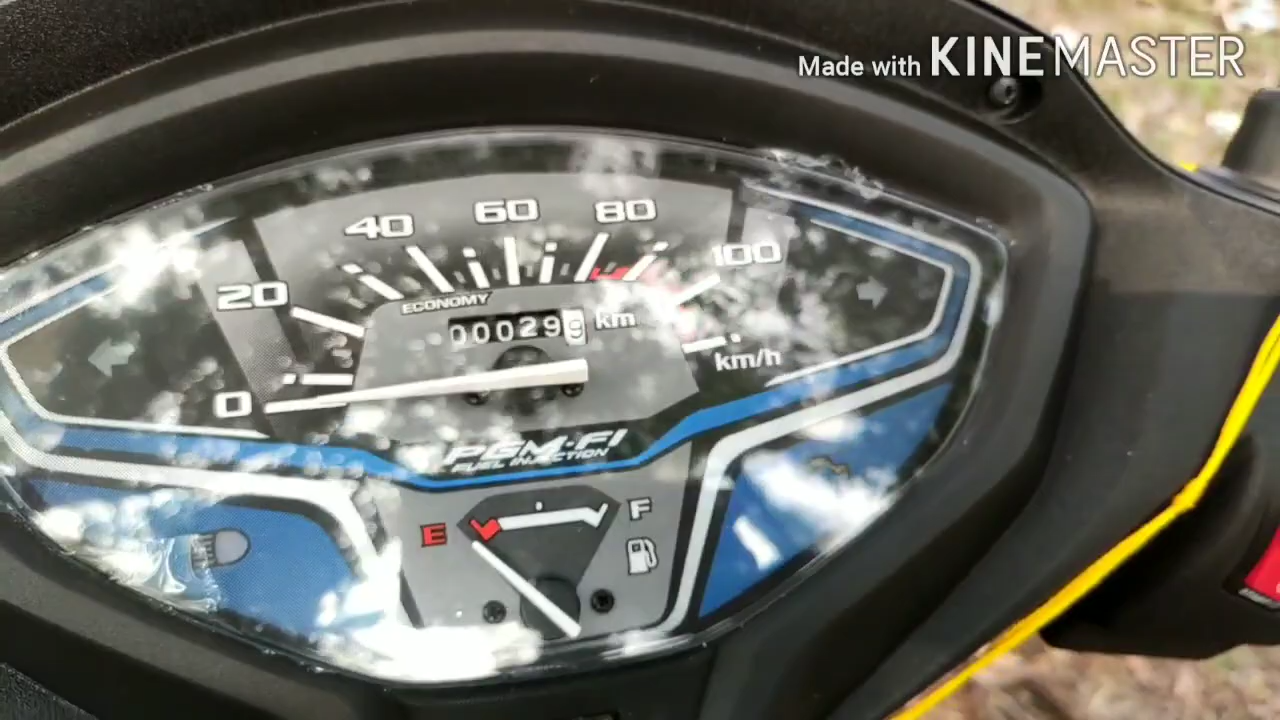 Made with KINEMASTER
40 60 80
20 100
ECONOMY
000299 km
km/h
0
PGM-FI
FUEL INJECTION
E F